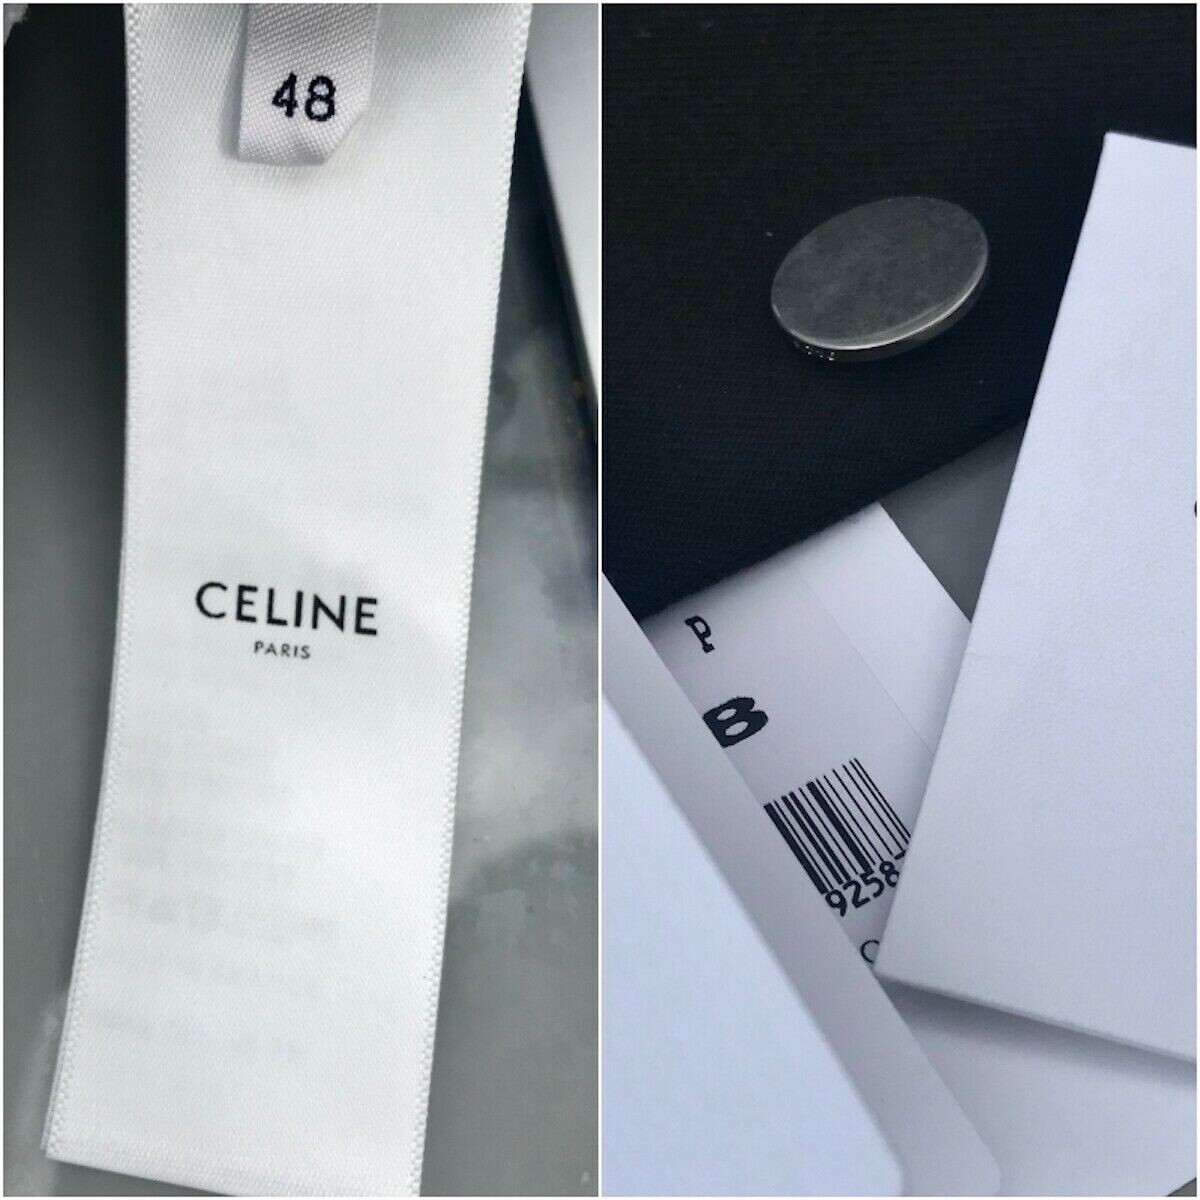 48
CELINE
PARIS
P
B
9258